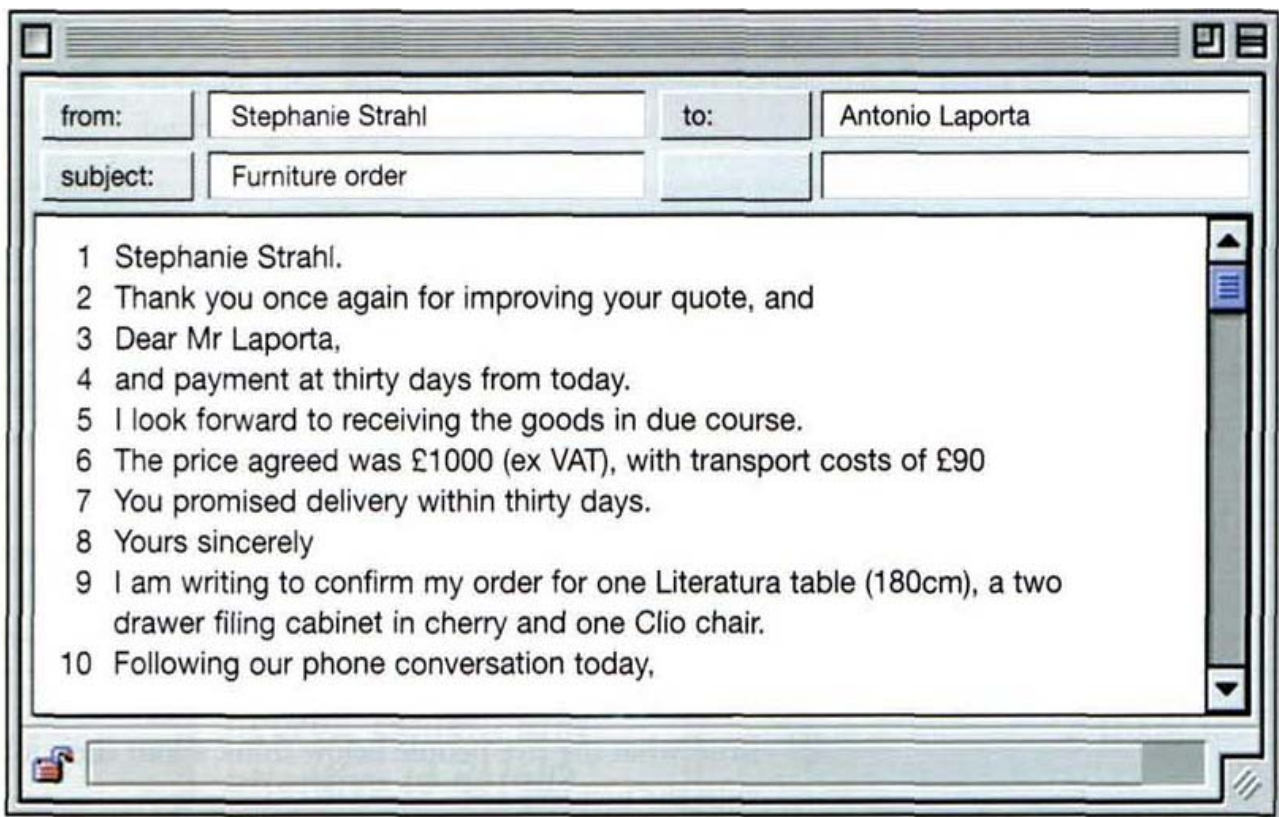 from: Stephanie Strahl to: Antonio Laporta
subject: Furniture order
1 Stephanie Strahl.
2 Thank you once again for improving your quote, and
3 Dear Mr Laporta,
4 and payment at thirty days from today.
5 I look forward to receiving the goods in due course.
6 The price agreed was £1000 (ex VAT), with transport costs of £90
7 You promised delivery within thirty days.
8 Yours sincerely
9 I am writing to confirm my order for one Literatura table (180cm), a two
drawer filing cabinet in cherry and one Clio chair.
10 Following our phone conversation today,